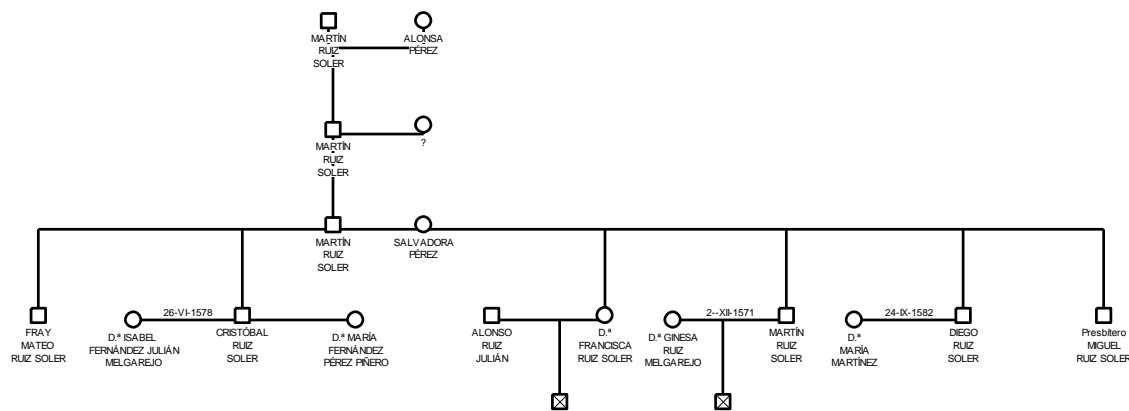 MARTÍN
RUIZ
SOLER
ALONSA
PÉREZ
MARTÍN
RUIZ
SOLER
?
MARTÍN
RUIZ
SOLER
SALVADORA
PÉREZ
FRAY
MATEO
RUIZ SOLER
D.ª ISABEL
FERNÁNDEZ JULIÁN
MELGAREJO
26-VI-1578
CRISTÓBAL
RUIZ
SOLER
D.ª MARÍA
FERNÁNDEZ
PÉREZ PIÑERO
ALONSO
RUIZ
JULIÁN
D.ª
FRANCISCA
RUIZ SOLER
D.ª GINESA
RUIZ
MELGAREJO
2--XII-1571
MARTÍN
RUIZ
SOLER
D.ª
MARÍA
MARTÍNEZ
24-IX-1582
DIEGO
RUIZ
SOLER
Presbítero
MIGUEL
RUIZ SOLER